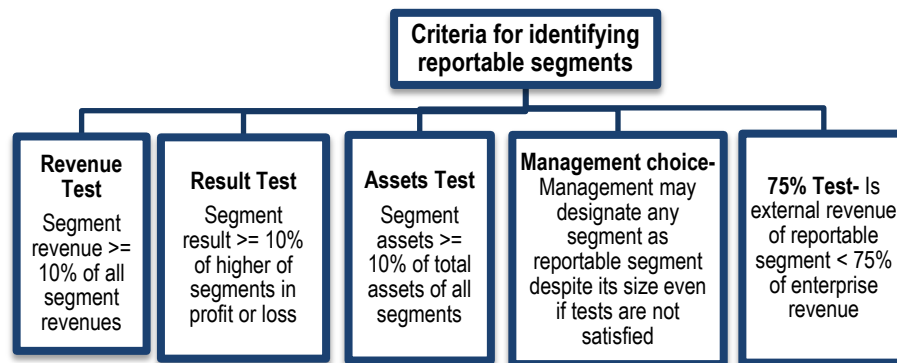 Criteria for identifying
reportable segments
Revenue
Test
Segment
revenue >=
10% of all
segment
revenues
Result Test
Segment
result >= 10%
of higher of
segments in
profit or loss
Assets Test
Segment
assets >=
10% of total
assets of all
segments
Management choice-
Management may
designate any
segment as
reportable segment
despite its size even
if tests are not
satisfied
75% Test- Is
external revenue
of reportable
segment < 75%
of enterprise
revenue